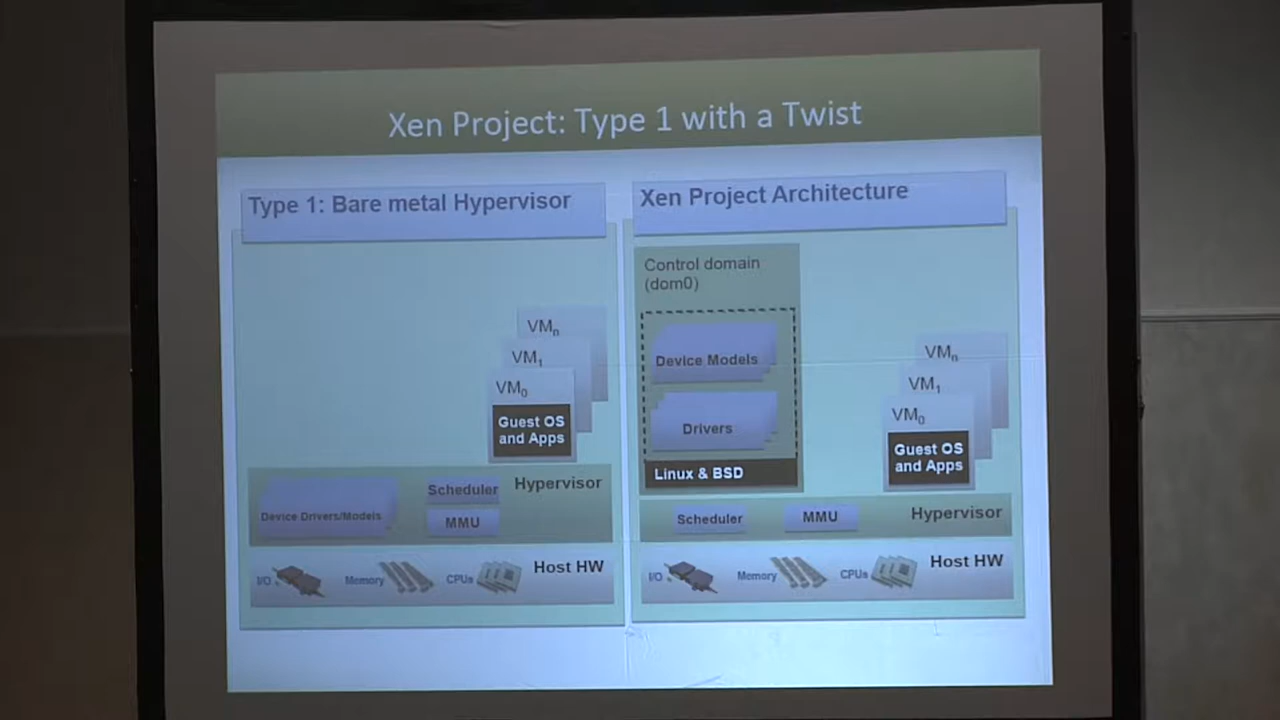 Xen Project: Type 1 with a Twist
Type 1: Bare metal Hypervisor
VMn
VM1
VM0
Guest OS
and Apps
Device Drivers/Models
Scheduler
MMU
Hypervisor
I/O
Memory
CPUs
Host HW
Xen Project Architecture
Control domain
(dom0)
Device Models
Drivers
Linux & BSD
VMn
VM1
VM0
Guest OS
and Apps
Scheduler
MMU
Hypervisor
I/O
Memory
CPUs
Host HW